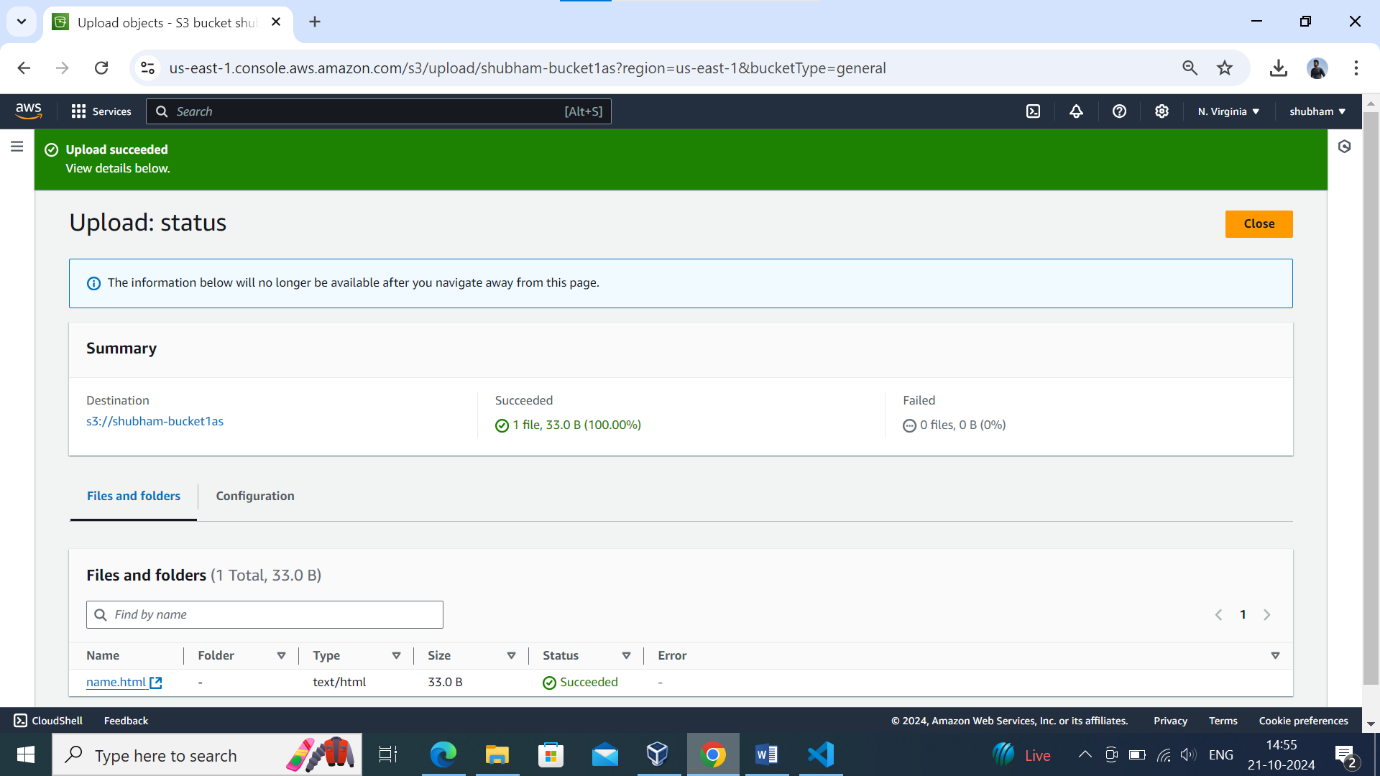 Upload objects - S3 bucket shu
us-east-1.console.aws.amazon.com/s3/upload/shubham-bucket1as?region=us-east-1&bucketType=general
aws Services Search [Alt+S] N. Virginia ▼ shubham ▼
Upload succeeded
View details below.
Upload: status
Close
The information below will no longer be available after you navigate away from this page.
Summary
Destination Succeeded Failed
s3://shubham-bucket1as 1 file, 33.0 B (100.00%) 0 files, 0 B (0%)
Files and folders Configuration
Files and folders (1 Total, 33.0 B)
Find by name
1
Name Folder Type Size Status Error
name.html - text/html 33.0 B Succeeded -
CloudShell Feedback © 2024, Amazon Web Services, Inc. or its affiliates. Privacy Terms Cookie preferences
Type here to search Live ENG 14:55
21-10-2024 2